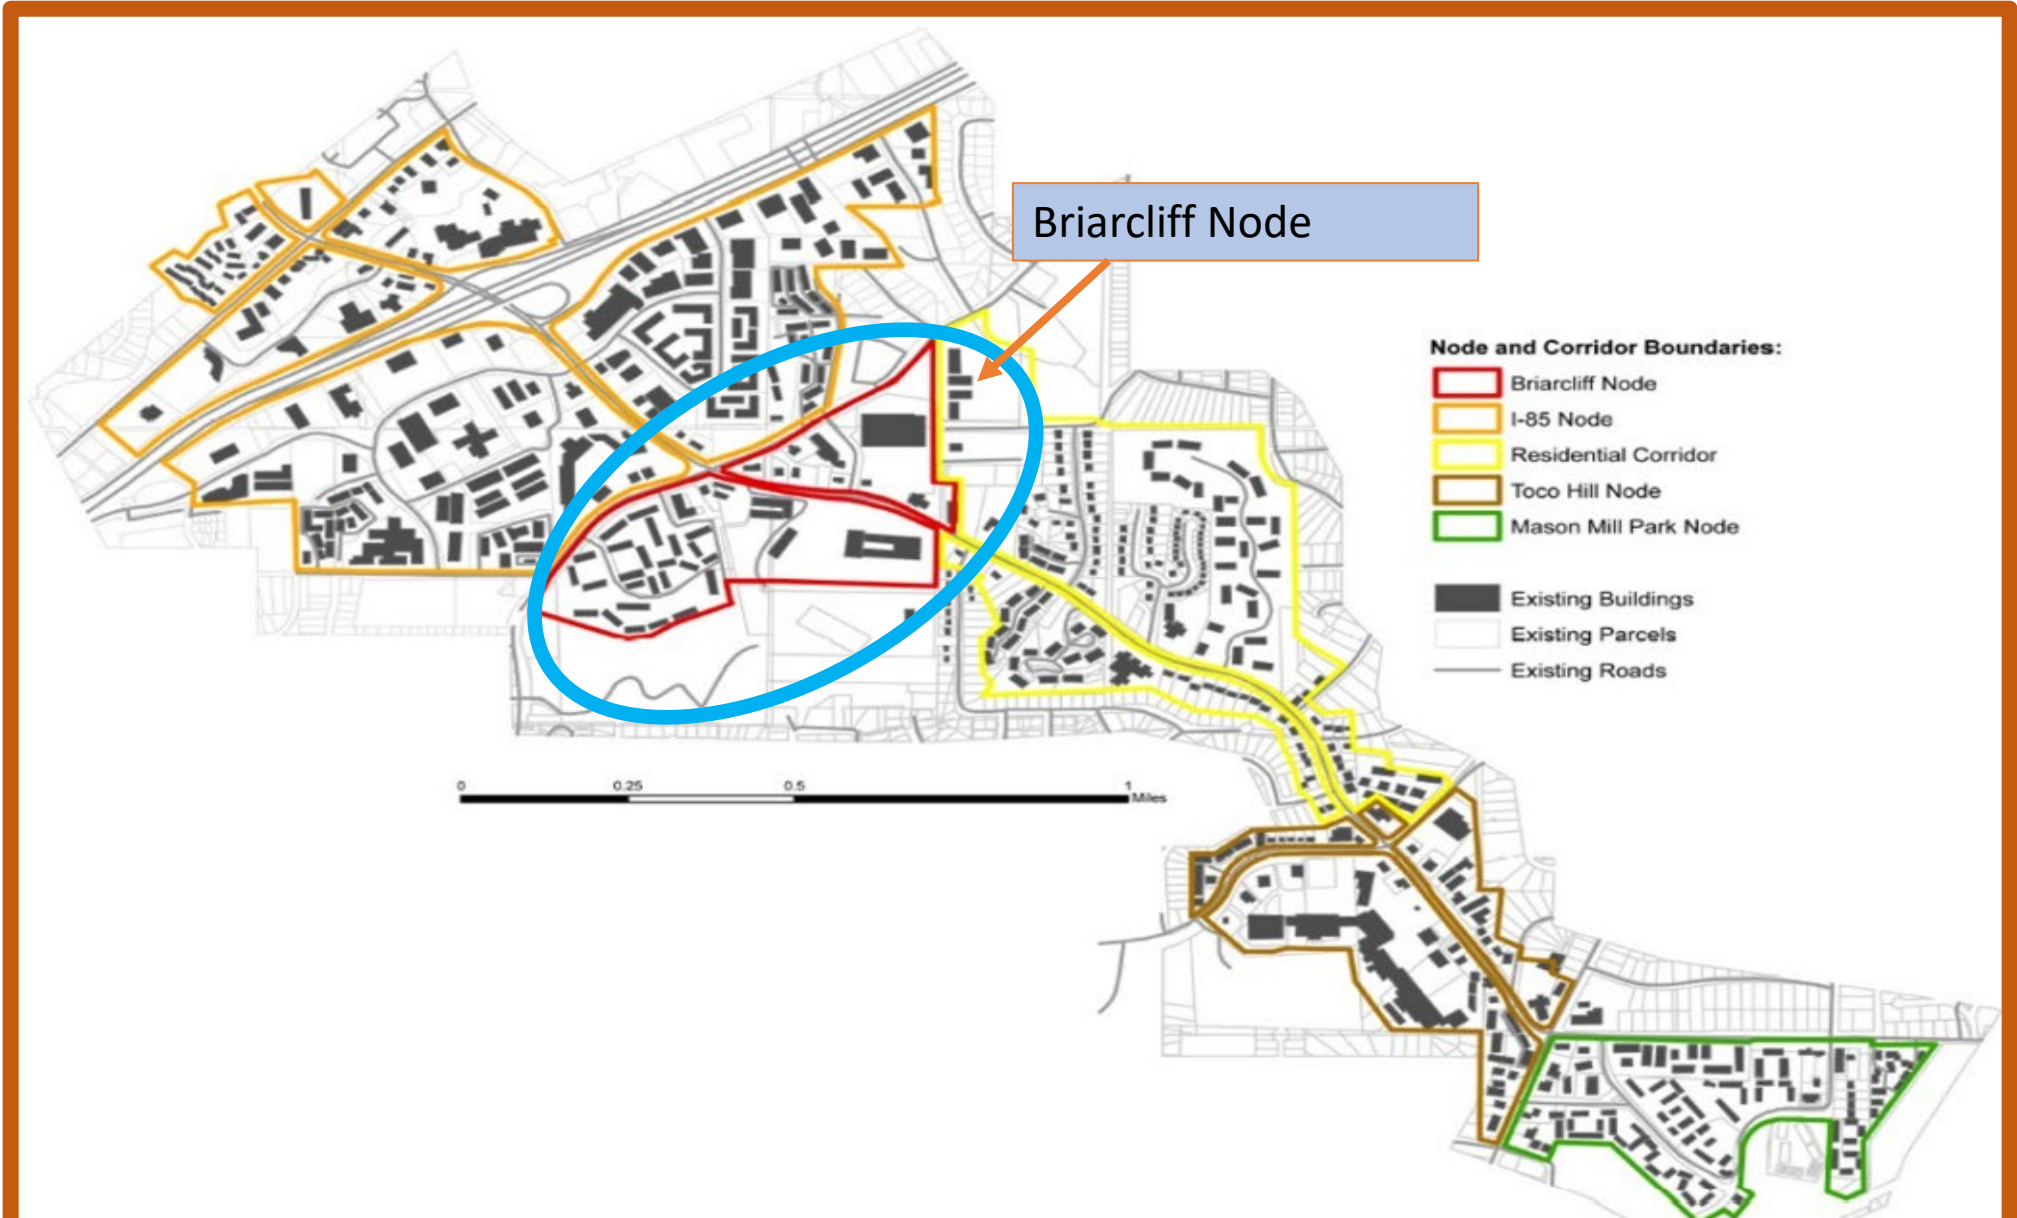 Briarcliff Node
Node and Corridor Boundaries:
Briarcliff Node
I-85 Node
Residential Corridor
Toco Hill Node
Mason Mill Park Node
Existing Buildings
Existing Parcels
Existing Roads
0 0.25 0.5 1
Miles